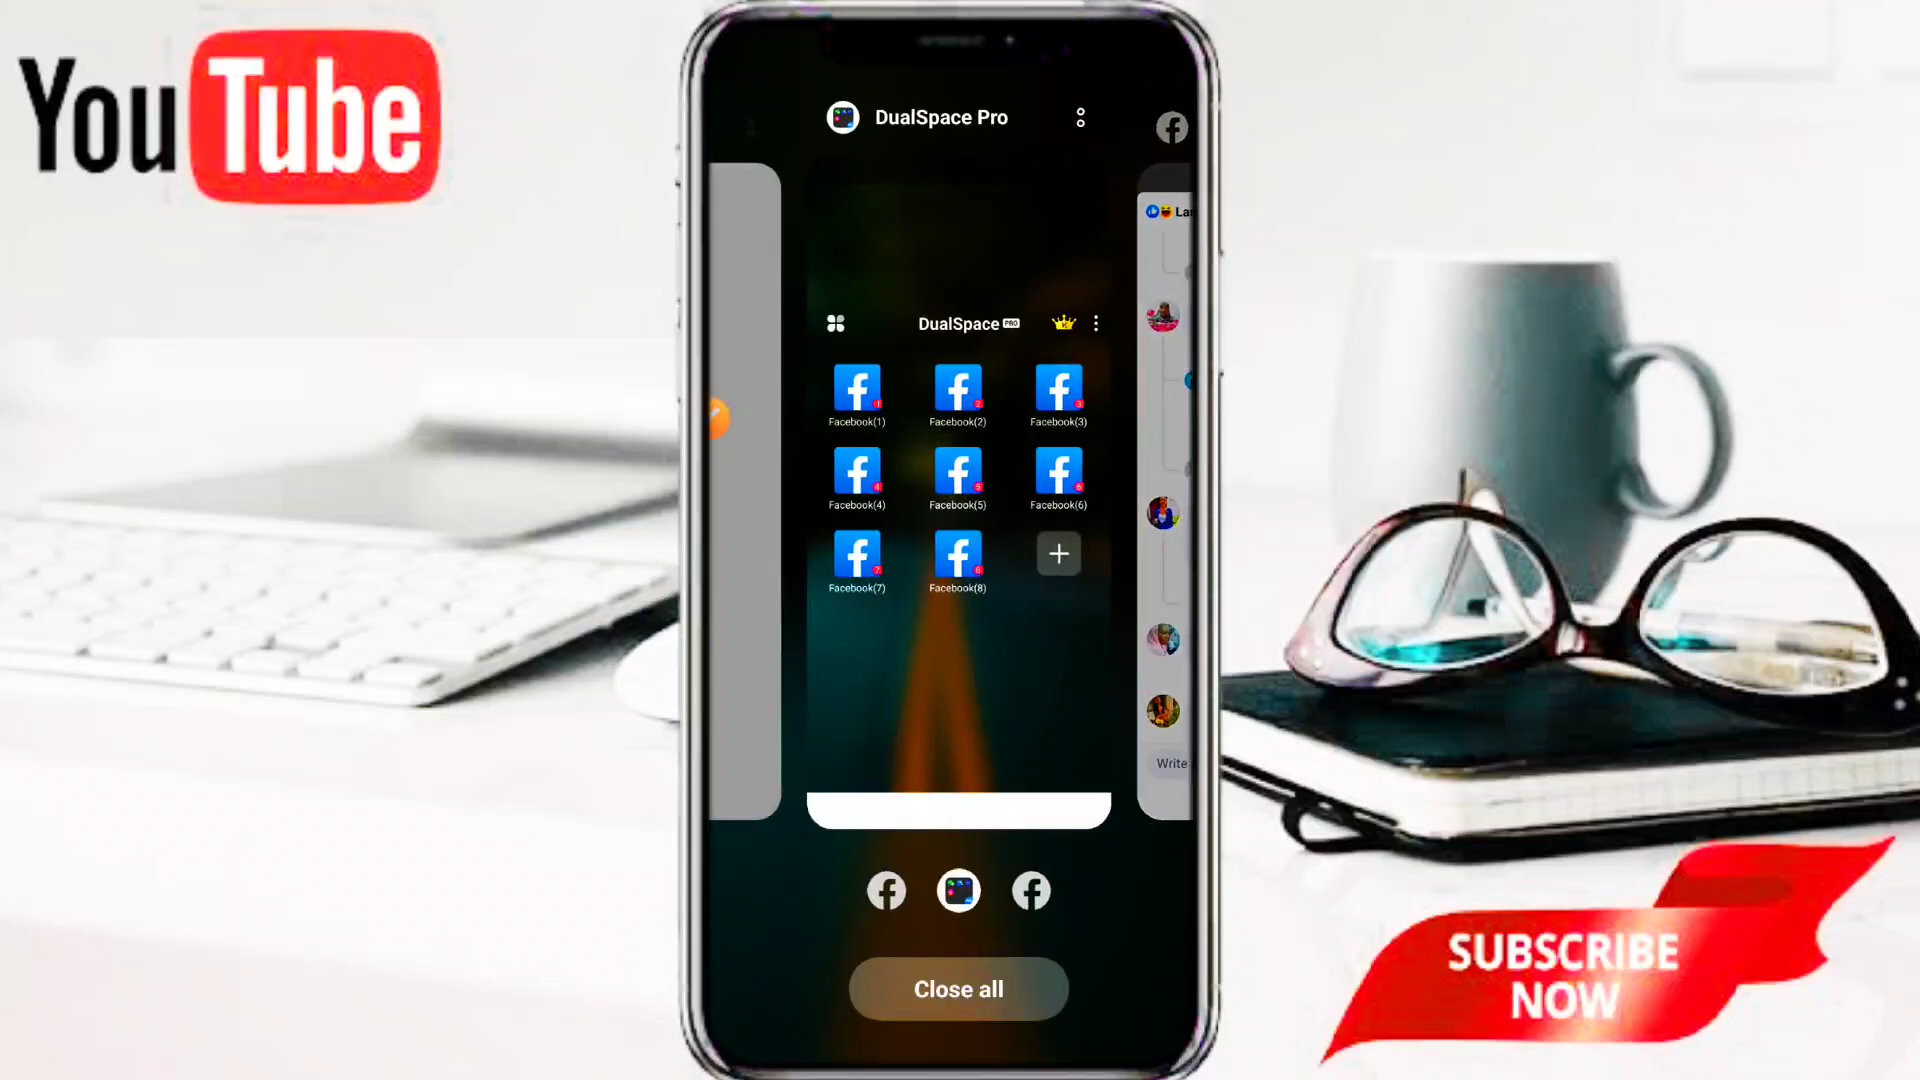 YouTube
DualSpace Pro
Lar
DualSpace PRO
Facebook(1)
Facebook(2)
Facebook(3)
Facebook(4)
Facebook(5)
Facebook(6)
Facebook(7)
Facebook(8)
Write
Close all
SUBSCRIBE
NOW